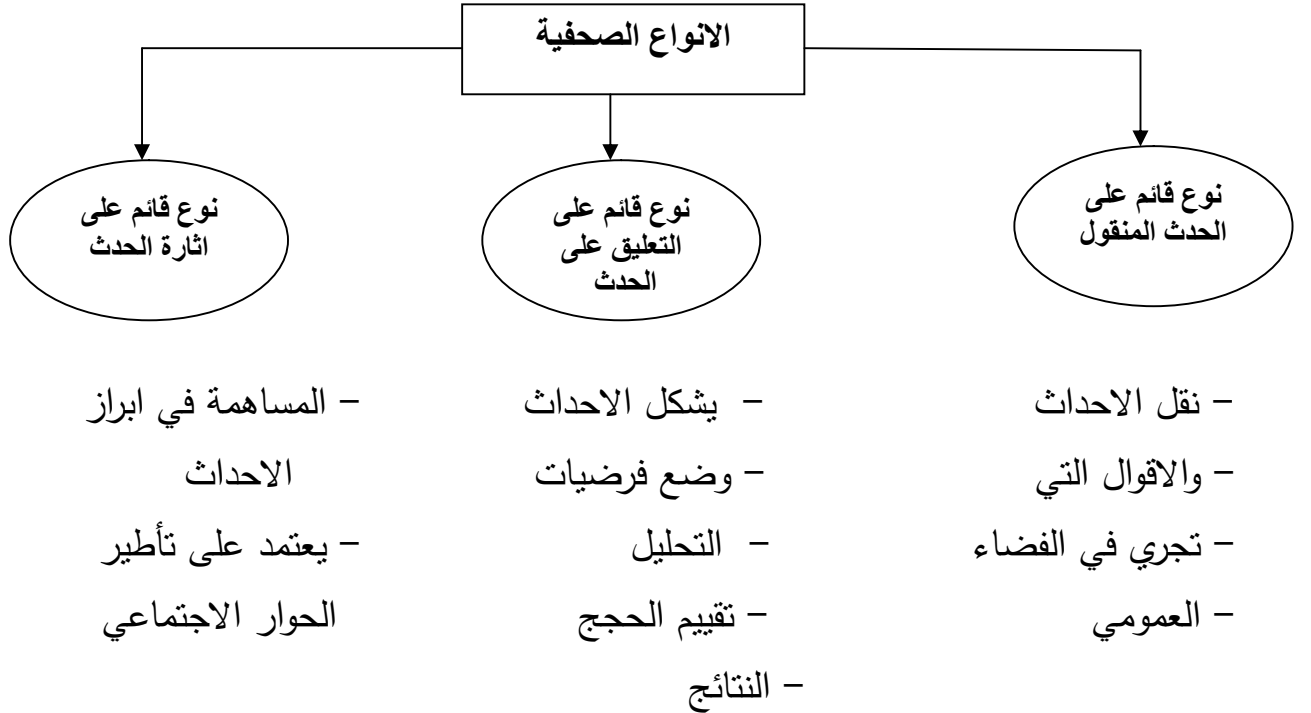 الانواع الصحفية
نوع قائم على
الحدث المنقول
نوع قائم على
التعليق على
الحدث
نوع قائم على
اثارة الحدث
– نقل الاحداث
– والاقوال التي
– تجري في الفضاء
– العمومي
– يشكل الاحداث
– وضع فرضيات
– التحليل
– تقييم الحجج
– النتائج
– المساهمة في ابراز
الاحداث
– يعتمد على تأطير
الحوار الاجتماعي